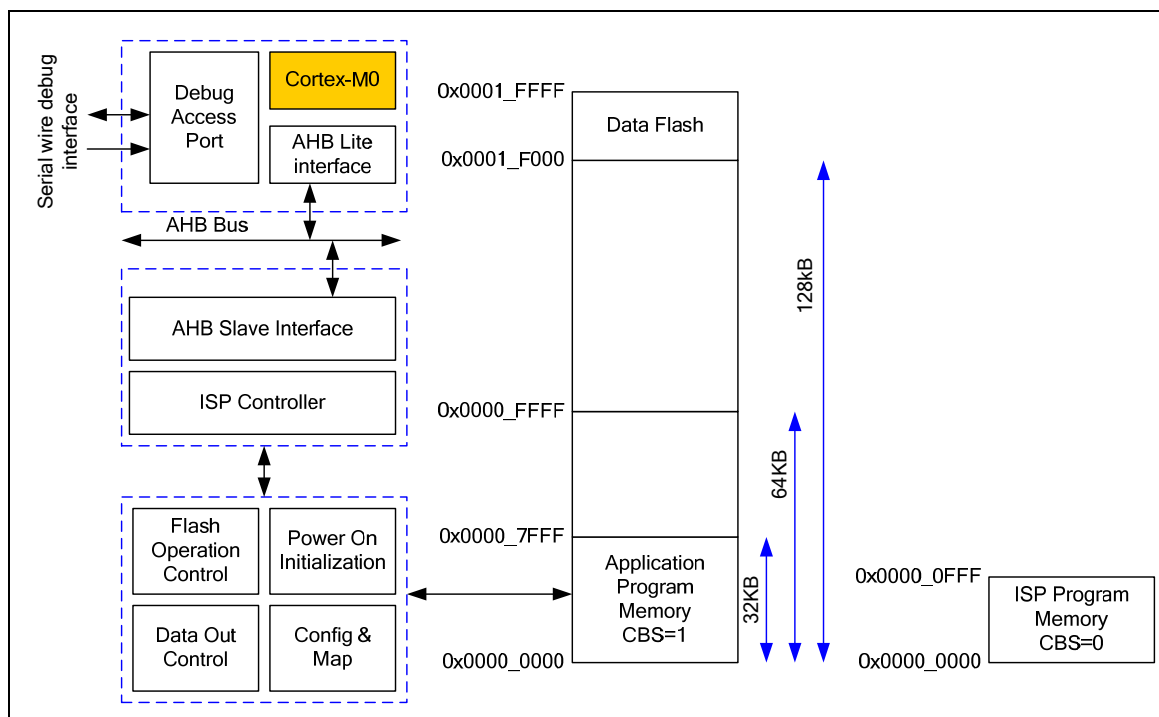 Serial wire debug
interface
Debug
Access
Port
Cortex-M0
AHB Lite
interface
AHB Bus
AHB Slave Interface
ISP Controller
Flash
Operation
Control
Power On
Initialization
Data Out
Control
Config &
Map
0x0001_FFFF
Data Flash
0x0001_F000
0x0000_FFFF
0x0000_7FFF
Application
Program
Memory
CBS=1
0x0000_0000
32KB
64KB
128kB
0x0000_0FFF
ISP Program
Memory
CBS=0
0x0000_0000